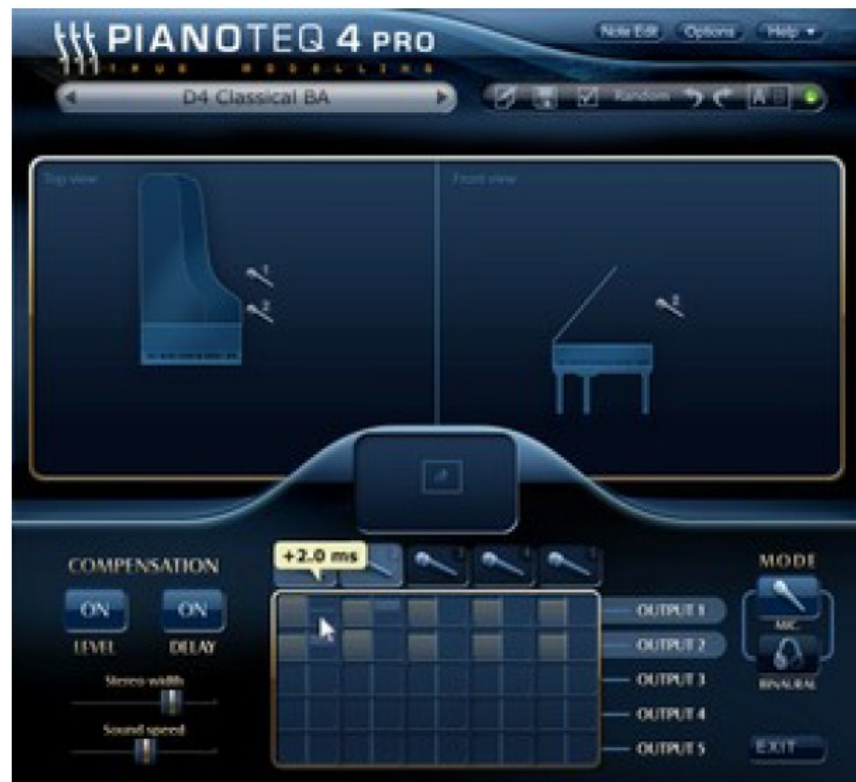 PIANOTEQ 4 PRO
TRUE MODELLING
Note Edit Options Help
D4 Classical BA
Random A B
Top view
Front view
+2.0 ms
COMPENSATION
ON ON
LEVEL DELAY
Stereo width
Sound speed
OUTPUT 1
OUTPUT 2
OUTPUT 3
OUTPUT 4
OUTPUT 5
MODE
MIC
BINAURAL
EXIT